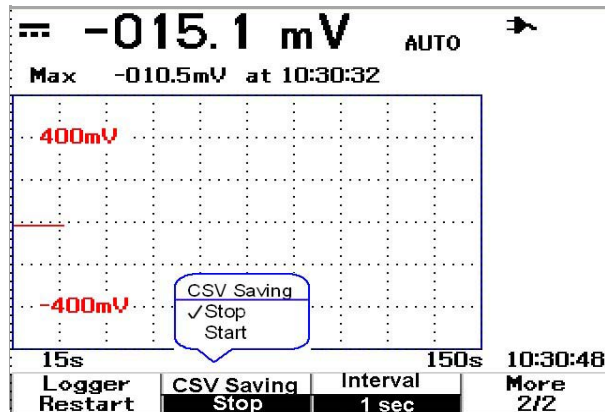 -015.1 mV AUTO
Max -010.5mV at 10:30:32
400mV
-400mV
CSV Saving
✓Stop
Start
15s 150s 10:30:48
Logger Restart
CSV Saving Stop
Interval 1 sec
More 2/2